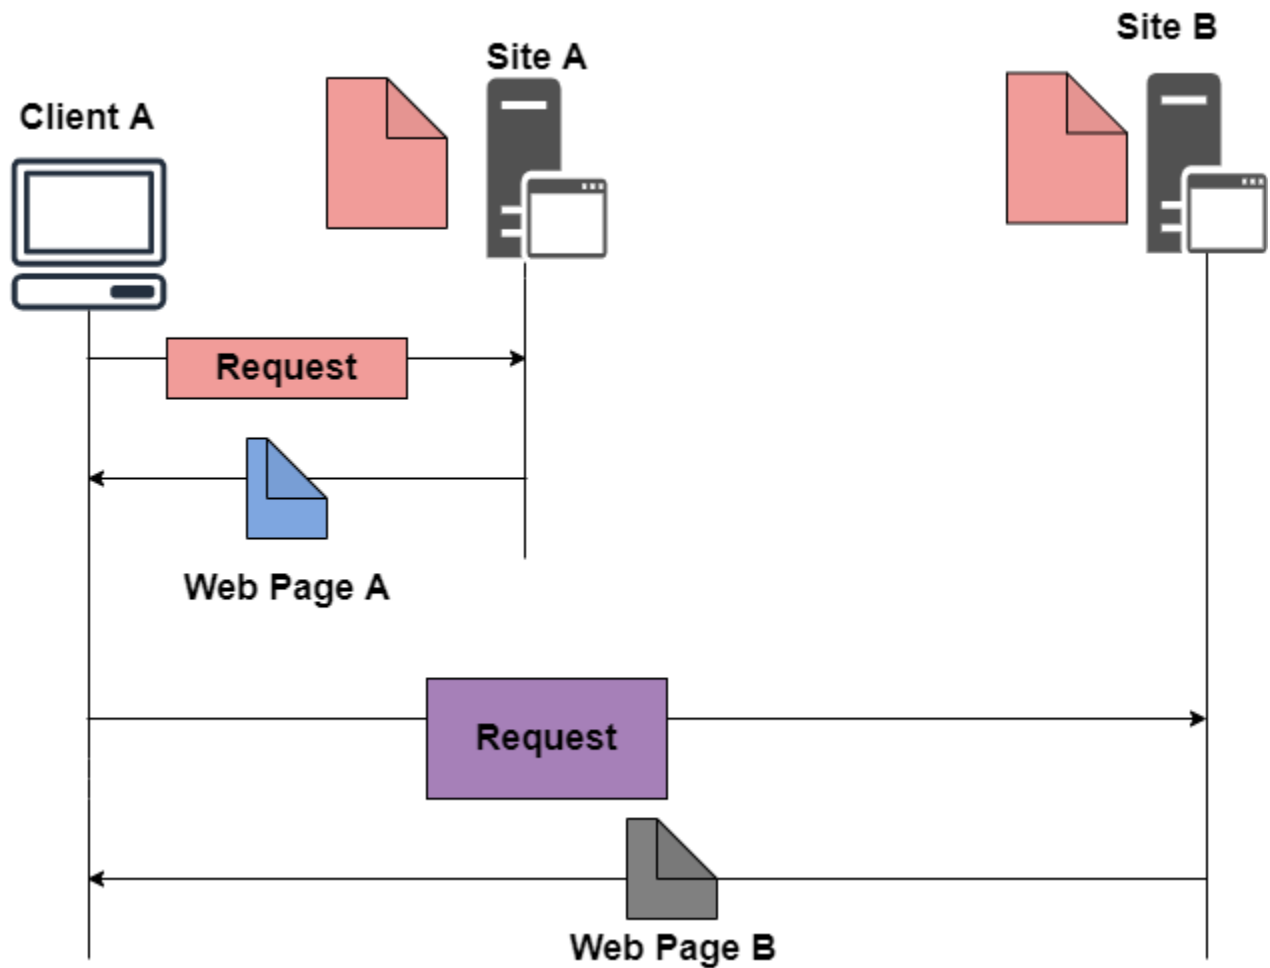 Site B
Site A
Client A
Request
Web Page A
Request
Web Page B